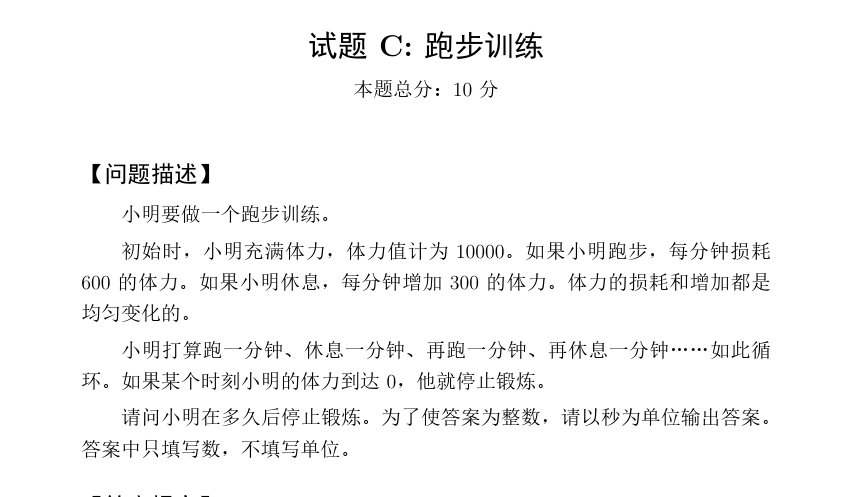 试题 C: 跑步训练
本题总分：10 分
【问题描述】
小明要做一个跑步训练。
初始时，小明充满体力，体力值计为 10000。如果小明跑步，每分钟损耗
600 的体力。如果小明休息，每分钟增加 300 的体力。体力的损耗和增加都是
均匀变化的。
小明打算跑一分钟、休息一分钟、再跑一分钟、再休息一分钟……如此循
环。如果某个时刻小明的体力到达 0，他就停止锻炼。
请问小明在多久后停止锻炼。为了使答案为整数，请以秒为单位输出答案。
答案中只填写数，不填写单位。